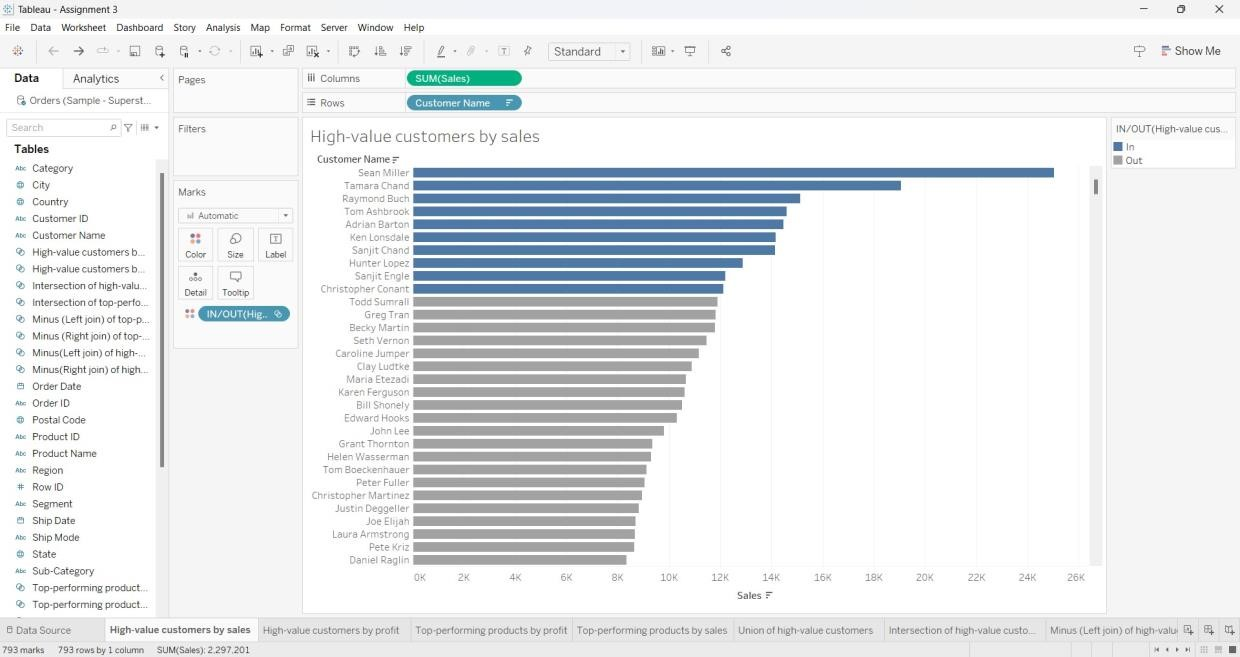 Tableau - Assignment 3
File Data Worksheet Dashboard Story Analysis Map Format Server Window Help
Standard
Show Me
Data Analytics
Orders (Sample - Superst...
Search
Tables
Abc Category
City
Country
Abc Customer ID
Abc Customer Name
High-value customers b...
High-value customers b...
Intersection of high-valu...
Intersection of top-perfo...
Minus (Left join) of top-p...
Minus (Right join) of top-...
Minus(Left join) of high-...
Minus(Right join) of high...
Order Date
Abc Order ID
Postal Code
Abc Product ID
Abc Product Name
Abc Region
# Row ID
Abc Segment
Ship Date
Abc Ship Mode
State
Abc Sub-Category
Top-performing product...
Top-performing product...
Pages
Filters
Marks
Automatic
Color Size Label
Detail Tooltip
IN/OUT(Hig..
Columns SUM(Sales)
Rows Customer Name
High-value customers by sales
Customer Name
Sean Miller
Tamara Chand
Raymond Buch
Tom Ashbrook
Adrian Barton
Ken Lonsdale
Sanjit Chand
Hunter Lopez
Sanjit Engle
Christopher Conant
Todd Sumrall
Greg Tran
Becky Martin
Seth Vernon
Caroline Jumper
Clay Ludtke
Maria Etezadi
Karen Ferguson
Bill Shonely
Edward Hooks
John Lee
Grant Thornton
Helen Wasserman
Tom Boeckenhauer
Peter Fuller
Christopher Martinez
Justin Deggeller
Joe Elijah
Laura Armstrong
Pete Kriz
Daniel Raglin
0K 2K 4K 6K 8K 10K 12K 14K 16K 18K 20K 22K 24K 26K
Sales
IN/OUT(High-value cus...
In
Out
Data Source High-value customers by sales High-value customers by profit Top-performing products by profit Top-performing products by sales Union of high-value customers Intersection of high-value custo... Minus (Left join) of high-valu
793 marks 793 rows by 1 column SUM(Sales): 2,297,201